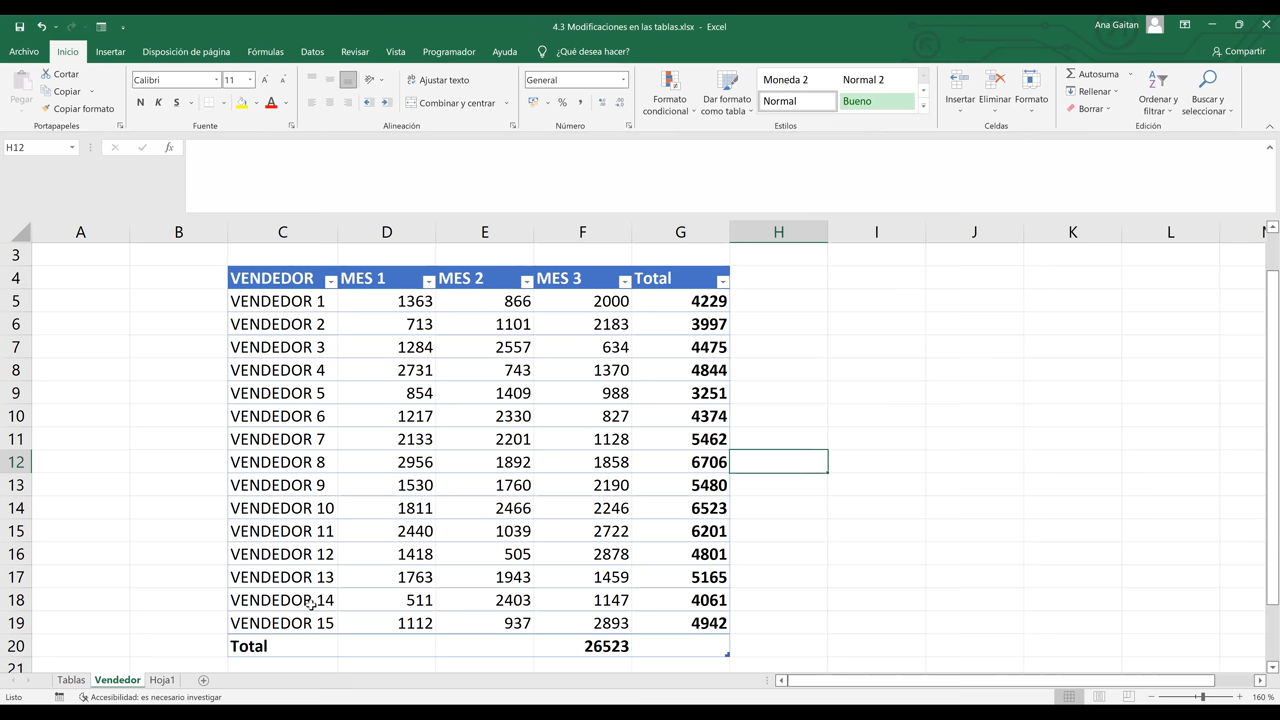 4.3 Modificaciones en las tablas.xlsx - Excel
Ana Gaitan
Archivo Inicio Insertar Disposición de página Fórmulas Datos Revisar Vista Programador Ayuda ¿Qué desea hacer? Compartir
Pegar
Cortar
Copiar
Copiar formato
Portapapeles
Calibri 11
N K S
Fuente
Ajustar texto
Combinar y centrar
Alineación
General
% 
Número
Formato condicional
Dar formato como tabla
Moneda 2 Normal 2
Normal Bueno
Estilos
Insertar Eliminar Formato
Celdas
Autosuma
Rellenar
Borrar
Ordenar y filtrar
Buscar y seleccionar
Edición
H12 fx
A B C D E F G H I J K L
3
4 VENDEDOR MES 1 MES 2 MES 3 Total
5 VENDEDOR 1 1363 866 2000 4229
6 VENDEDOR 2 713 1101 2183 3997
7 VENDEDOR 3 1284 2557 634 4475
8 VENDEDOR 4 2731 743 1370 4844
9 VENDEDOR 5 854 1409 988 3251
10 VENDEDOR 6 1217 2330 827 4374
11 VENDEDOR 7 2133 2201 1128 5462
12 VENDEDOR 8 2956 1892 1858 6706
13 VENDEDOR 9 1530 1760 2190 5480
14 VENDEDOR 10 1811 2466 2246 6523
15 VENDEDOR 11 2440 1039 2722 6201
16 VENDEDOR 12 1418 505 2878 4801
17 VENDEDOR 13 1763 1943 1459 5165
18 VENDEDOR 14 511 2403 1147 4061
19 VENDEDOR 15 1112 937 2893 4942
20 Total 26523
21
Tablas Vendedor Hoja1
Listo Accesibilidad: es necesario investigar 160 %